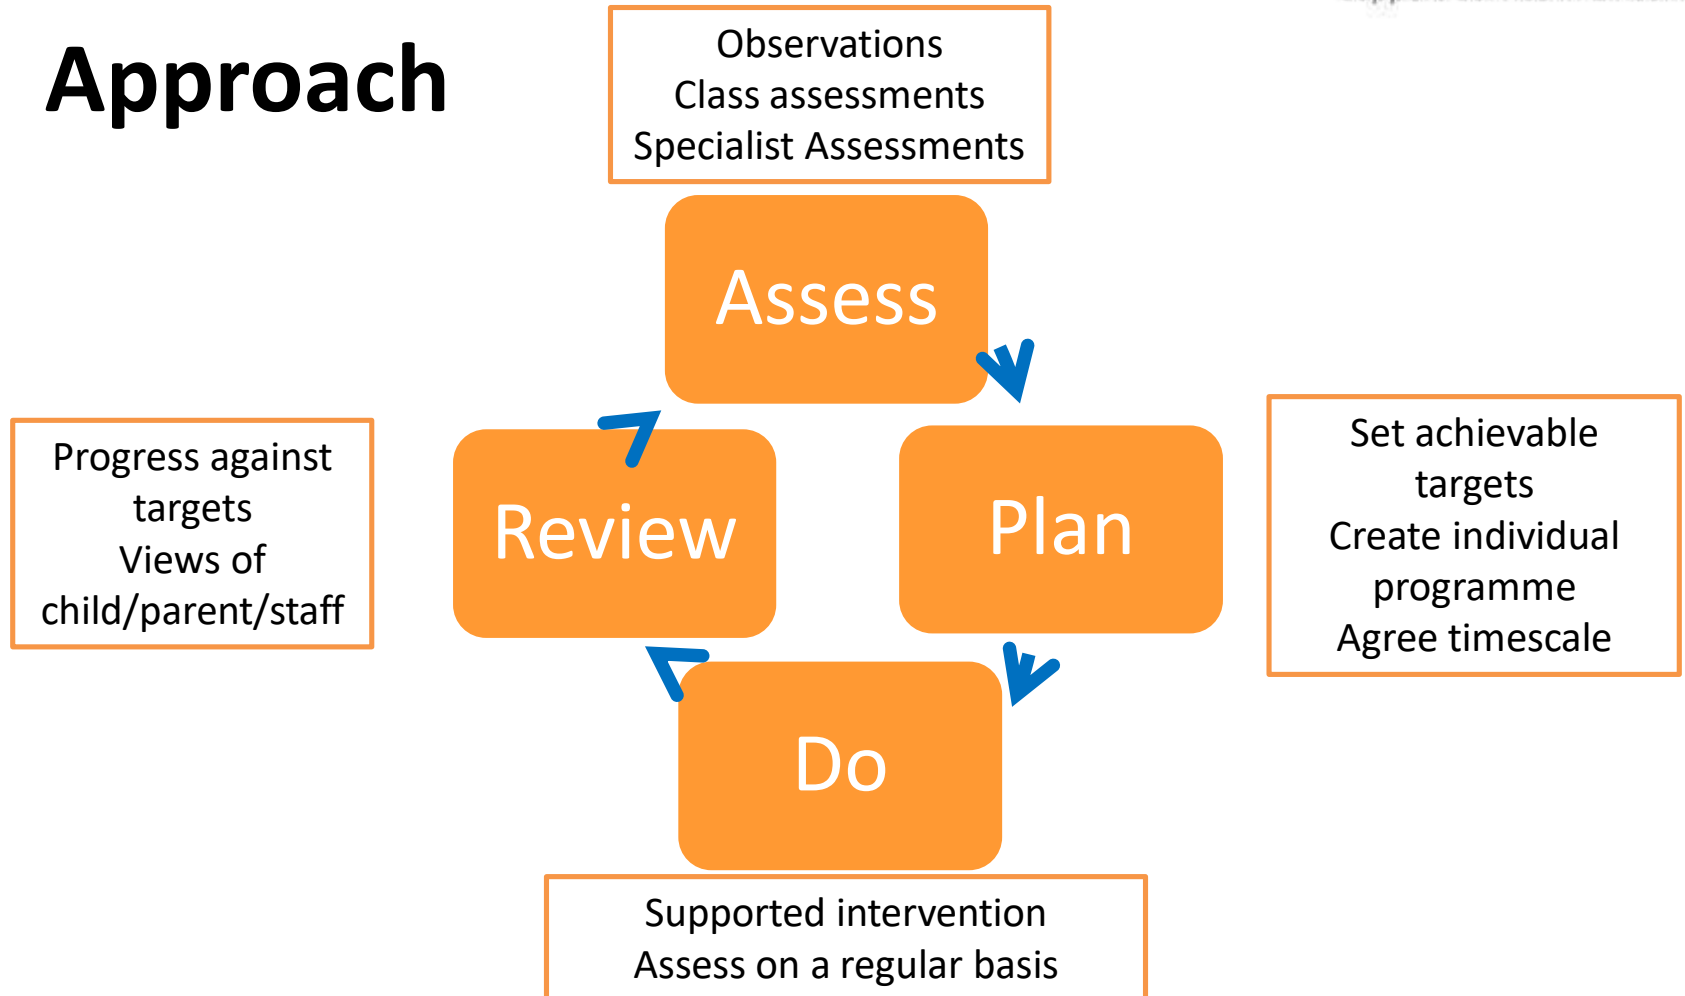 Approach
Observations
Class assessments
Specialist Assessments
Assess
Plan
Set achievable
targets
Create individual
programme
Agree timescale
Do
Supported intervention
Assess on a regular basis
Review
Progress against
targets
Views of
child/parent/staff